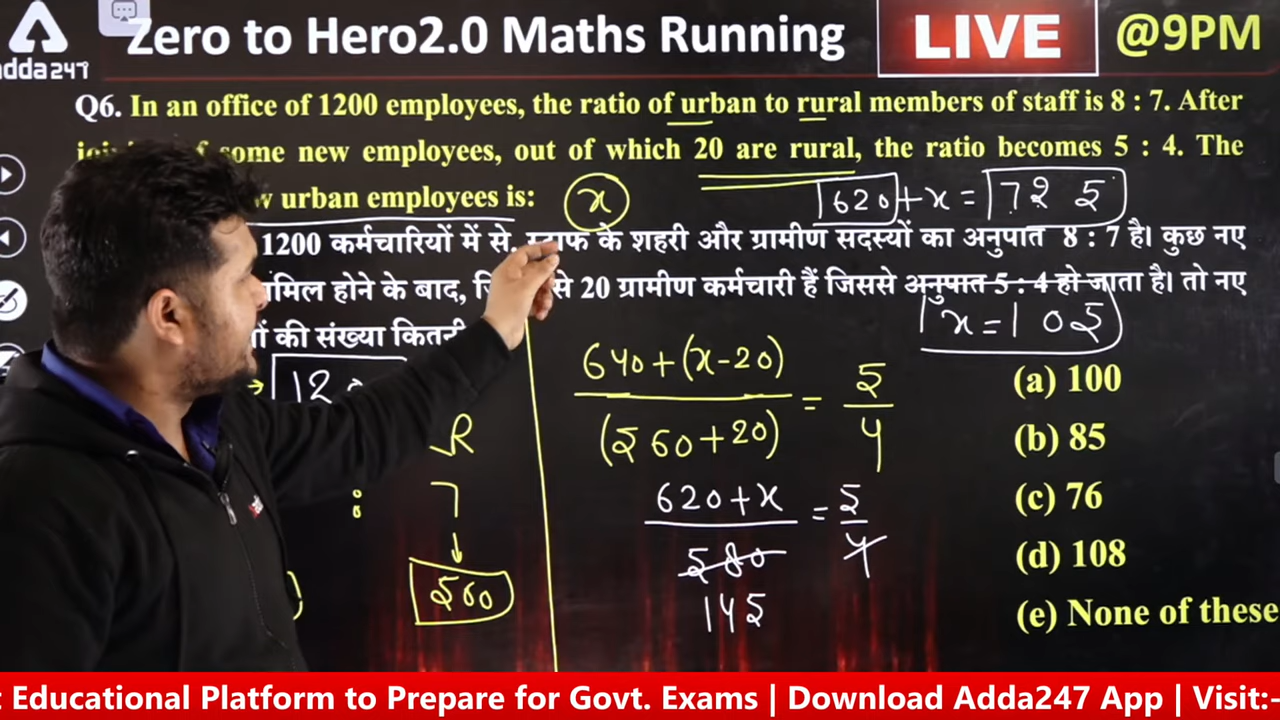 adda247
Zero to Hero2.0 Maths Running
LIVE
@9PM
Q6. In an office of 1200 employees, the ratio of urban to rural members of staff is 8 : 7. After
some new employees, out of which 20 are rural, the ratio becomes 5 : 4. The
urban employees is:
x
620+x = 725
1200 कर्मचारियों में से, स्टाफ के शहरी और ग्रामीण सदस्यों का अनुपात 8 : 7 है। कुछ नए
होने के बाद, से 20 ग्रामीण कर्मचारी हैं जिससे अनुपात 5 : 4 हो जाता है। तो नए
की संख्या
x=105
640+(x-20)
(560+20)
= 5
4
R
: 7
560
620+x
580
= 5
4
145
(a) 100
(b) 85
(c) 76
(d) 108
(e) None of these
Educational Platform to Prepare for Govt. Exams | Download Adda247 App | Visit:-